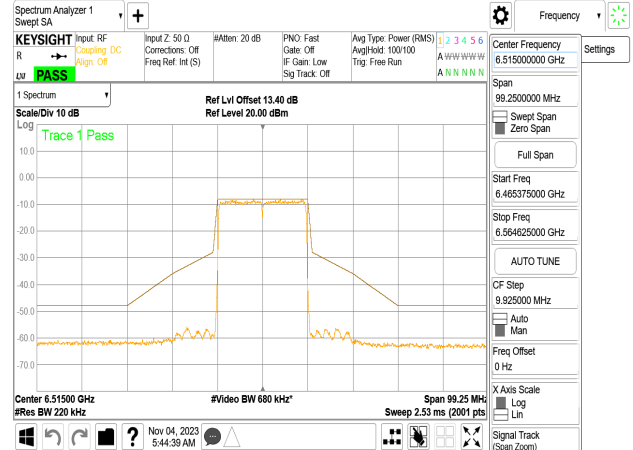 Spectrum Analyzer 1
Swept SA
Frequency
KEYSIGHT
R
LXI
PASS
Input: RF
Coupling: DC
Align: Off
Input Z: 50 Ω
Corrections: Off
Freq Ref: Int (S)
#Atten: 20 dB
PNO: Fast
Gate: Off
IF Gain: Low
Sig Track: Off
Avg Type: Power (RMS)
Avg|Hold: 100/100
Trig: Free Run
1 2 3 4 5 6
A W W W W W
A N N N N N
Settings
1 Spectrum
Scale/Div 10 dB
Ref Lvl Offset 13.40 dB
Ref Level 20.00 dBm
Log
Trace 1 Pass
10.0
0.00
-10.0
-20.0
-30.0
-40.0
-50.0
-60.0
-70.0
Center 6.51500 GHz
#Res BW 220 kHz
#Video BW 680 kHz*
Span 99.25 MHz
Sweep 2.53 ms (2001 pts
Center Frequency
6.515000000 GHz
Span
99.2500000 MHz
Swept Span
Zero Span
Full Span
Start Freq
6.465375000 GHz
Stop Freq
6.564625000 GHz
AUTO TUNE
CF Step
9.925000 MHz
Auto
Man
Freq Offset
0 Hz
X Axis Scale
Log
Lin
Signal Track
(Span Zoom)
?
Nov 04, 2023
5:44:39 AM